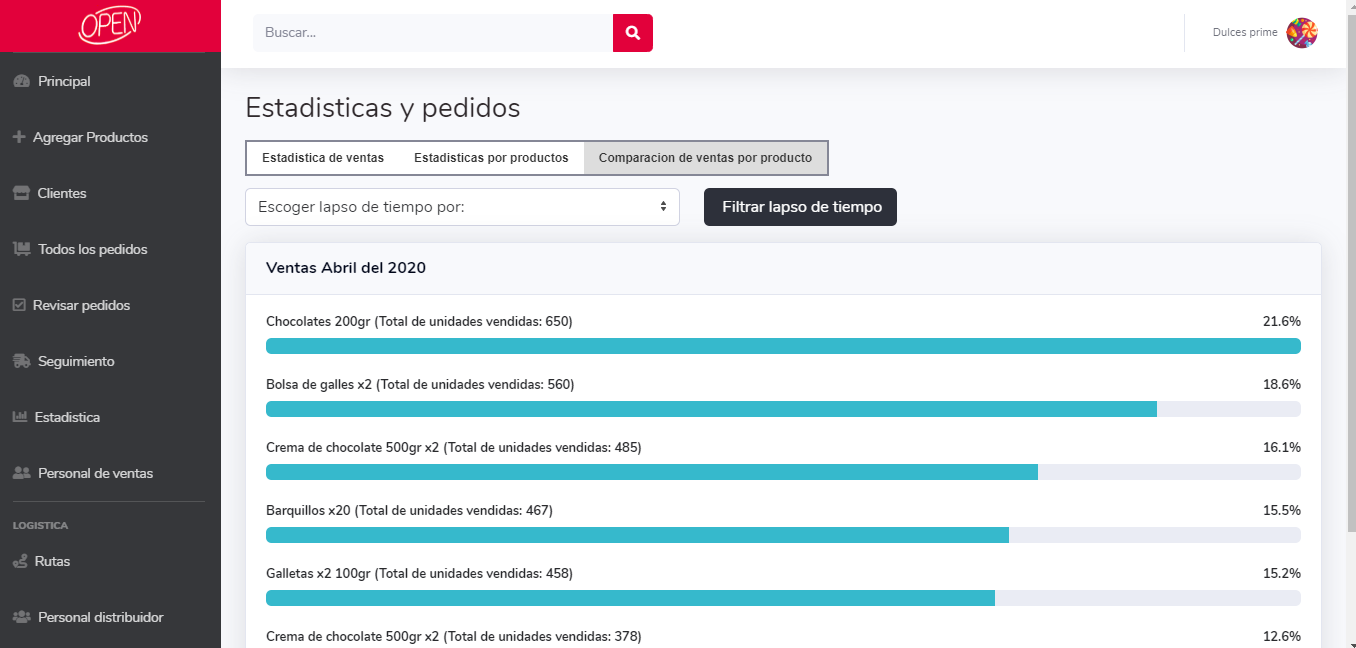 OPEN
Buscar...
Dulces prime
Principal
Agregar Productos
Clientes
Todos los pedidos
Revisar pedidos
Seguimiento
Estadistica
Personal de ventas
LOGISTICA
Rutas
Personal distribuidor
Estadisticas y pedidos
Estadistica de ventas Estadisticas por productos Comparacion de ventas por producto
Escoger lapso de tiempo por: Filtrar lapso de tiempo
Ventas Abril del 2020
Chocolates 200gr (Total de unidades vendidas: 650) 21.6%
Bolsa de galles x2 (Total de unidades vendidas: 560) 18.6%
Crema de chocolate 500gr x2 (Total de unidades vendidas: 485) 16.1%
Barquillos x20 (Total de unidades vendidas: 467) 15.5%
Galletas x2 100gr (Total de unidades vendidas: 458) 15.2%
Crema de chocolate 500gr x2 (Total de unidades vendidas: 378) 12.6%